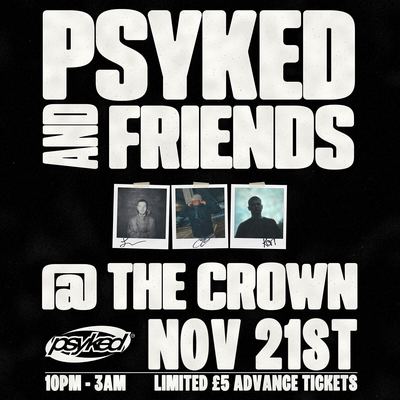 PSYKED
AND FRIENDS
@ THE CROWN
psyked
NOV 21ST
10PM - 3AM LIMITED £5 ADVANCE TICKETS